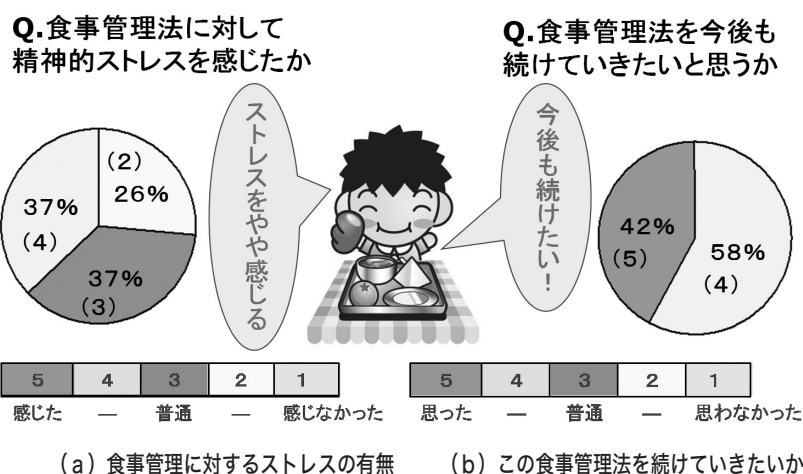 Q.食事管理法に対して
精神的ストレスを感じたか
Q.食事管理法を今後も
続けていきたいと思うか
ストレスをやや感じる
今後も続けたい！
(2)
26%
37%
(4)
37%
(3)
42%
(5)
58%
(4)
5 4 3 2 1
感じた — 普通 — 感じなかった
5 4 3 2 1
思った — 普通 — 思わなかった
（a）食事管理に対するストレスの有無
（b）この食事管理法を続けていきたいか